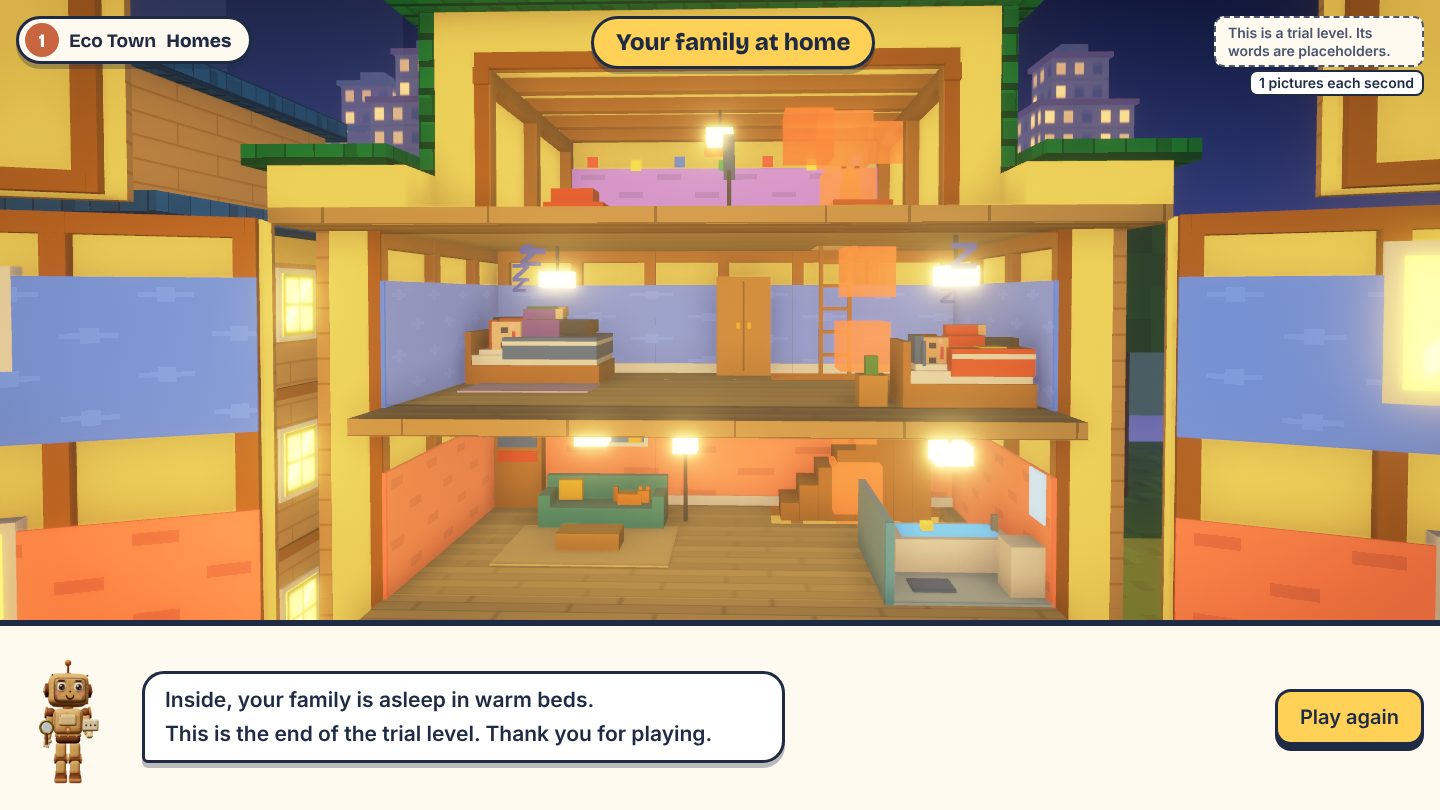 1 Eco Town Homes
Your family at home
This is a trial level. Its
words are placeholders.
1 pictures each second
Z Z Z
Z Z
Inside, your family is asleep in warm beds.
This is the end of the trial level. Thank you for playing.
Play again